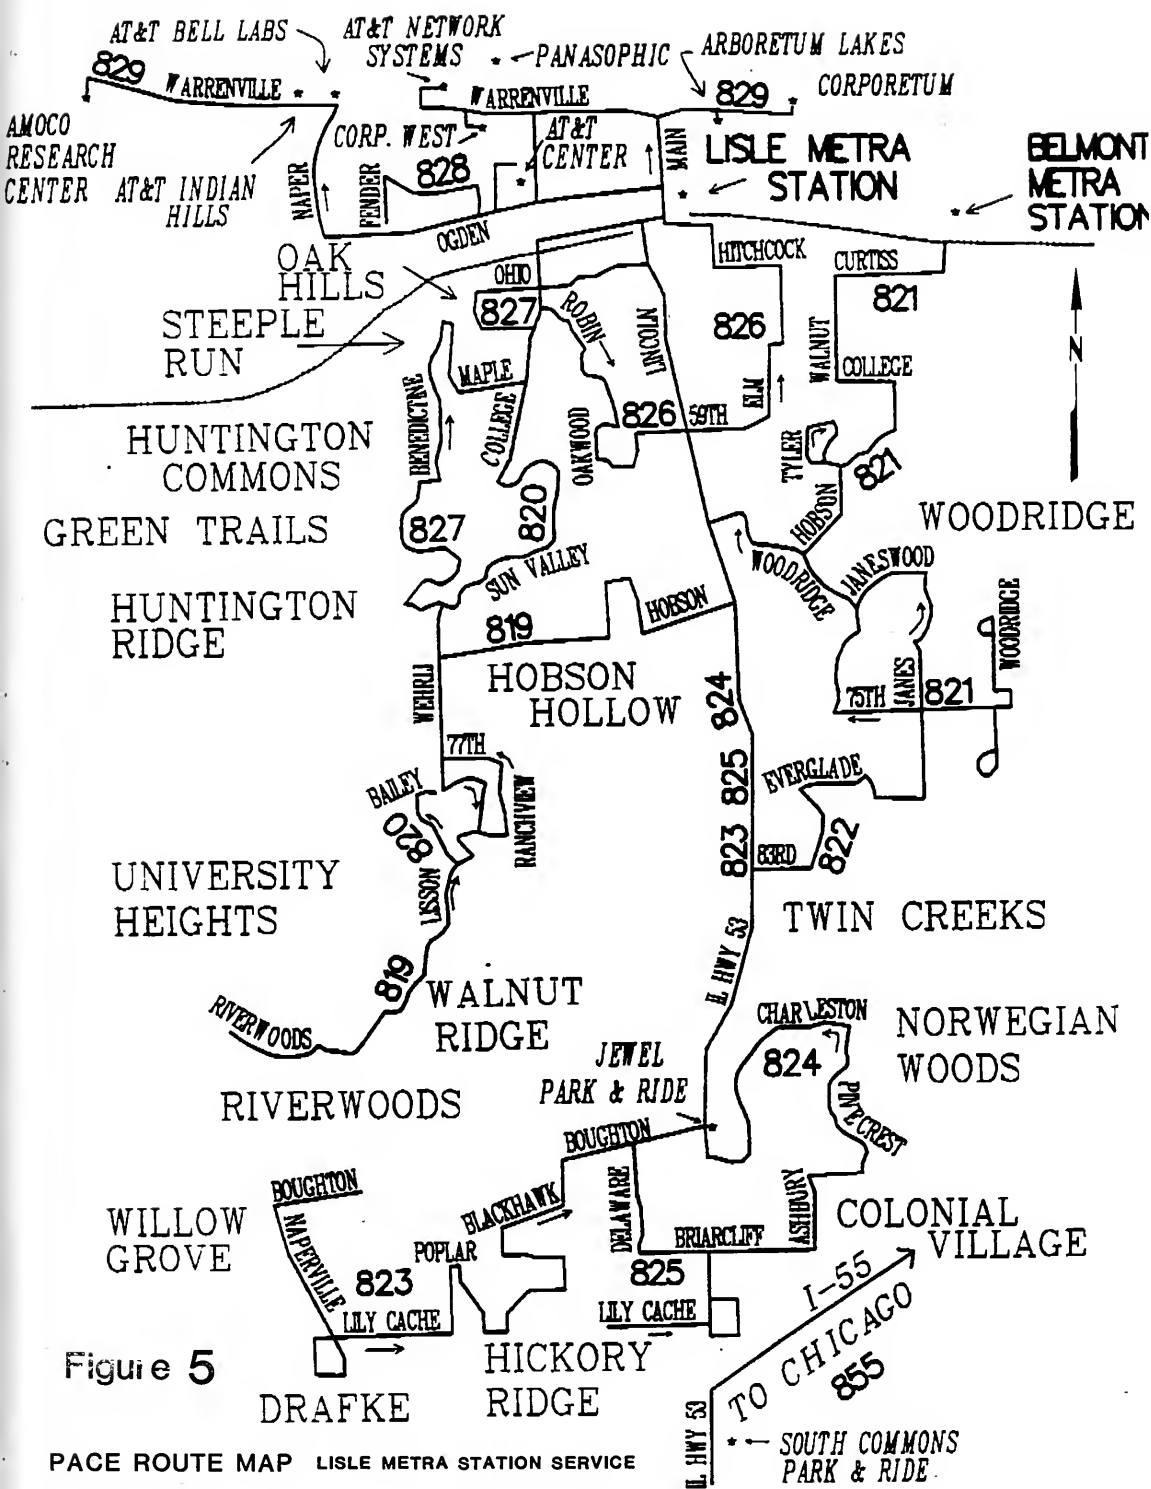 AT&T BELL LABS
AT&T NETWORK
SYSTEMS
PANASOPHIC
ARBORETUM LAKES
829
WARRENVILLE
WARRENVILLE
829
CORPORETUM
AMOCO
RESEARCH
CENTER
AT&T INDIAN
HILLS
CORP. WEST
AT&T
CENTER
MAIN
LISLE METRA
STATION
BELMONT
METRA
STATION
NAPER
FENDER
828
OGDEN
OAK
HILLS
OHIO
HITCHCOCK
CURTISS
821
827
ROBIN
LINCOLN
826
WALNUT
STEEPLE
RUN
MAPLE
COLLEGE
N
BENEDICTINE
COLLEGE
OAKWOOD
826
59TH
ELM
TYLER
821
HUNTINGTON
COMMONS
GREEN TRAILS
827
820
HOBSON
WOODRIDGE
SUN VALLEY
WOODRIDGE
JANESWOOD
HUNTINGTON
RIDGE
819
HOBSON
WOODRIDGE
WEHRLI
HOBSON
HOLLOW
824
75TH
JANES
821
77TH
BAILEY
RANCHVIEW
825
EVERGLADE
820
823
83RD
822
UNIVERSITY
HEIGHTS
LISSON
TWIN CREEKS
IL HWY 53
819
WALNUT
RIDGE
RIVERWOODS
CHARLESTON
NORWEGIAN
WOODS
JEWEL
PARK & RIDE
824
RIVERWOODS
PINECREST
BOUGHTON
BOUGHTON
WILLOW
GROVE
NAPERVILLE
BLACKHAWK
DELAWARE
ASHBURY
COLONIAL
VILLAGE
POPLAR
BRIARCLIFF
823
825
LILY CACHE
LILY CACHE
I-55
TO CHICAGO
855
Figure 5
HICKORY
RIDGE
DRAFKE
IL HWY 53
SOUTH COMMONS
PARK & RIDE
PACE ROUTE MAP LISLE METRA STATION SERVICE